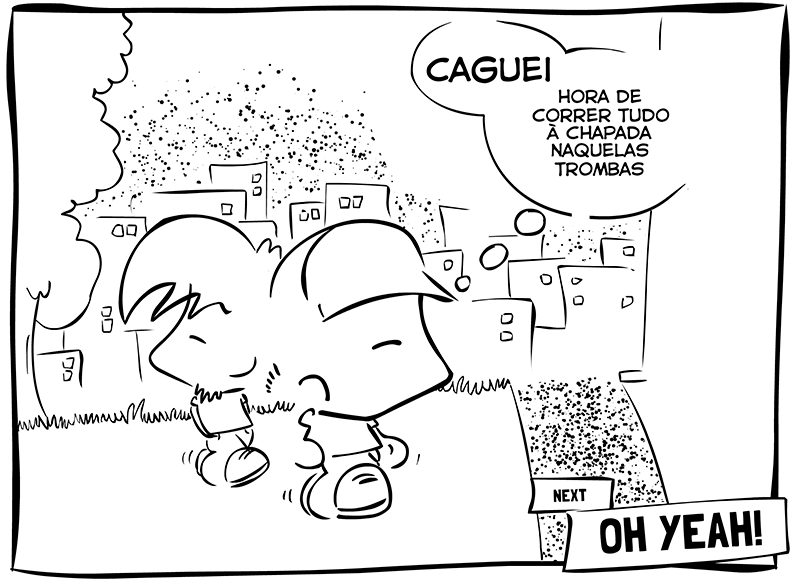 CAGUEI
HORA DE
CORRER TUDO
À CHAPADA
NAQUELAS
TROMBAS
NEXT
OH YEAH!